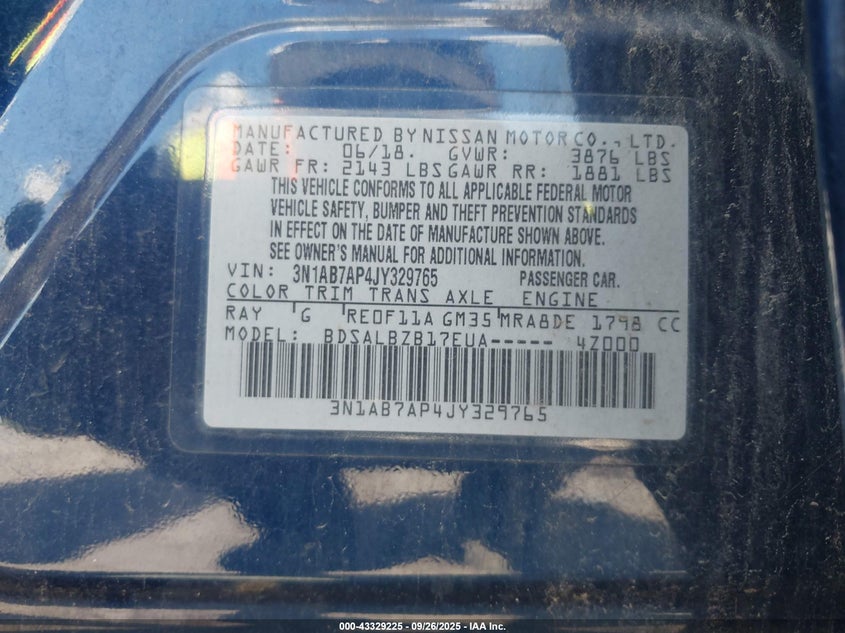 MANUFACTURED BY NISSAN MOTOR CO., LTD.
DATE: 06/18. GVWR: 3876 LBS
GAWR FR: 2143 LBS GAWR RR: 1881 LBS
THIS VEHICLE CONFORMS TO ALL APPLICABLE FEDERAL MOTOR
VEHICLE SAFETY, BUMPER AND THEFT PREVENTION STANDARDS
IN EFFECT ON THE DATE OF MANUFACTURE SHOWN ABOVE.
SEE OWNER'S MANUAL FOR ADDITIONAL INFORMATION.
VIN: 3N1AB7AP4JY329765 PASSENGER CAR.
COLOR TRIM TRANS AXLE ENGINE
RAY G RE0F11A GM35 MRA8DE 1798 CC
MODEL: BDSALBZB17EUA----- 4Z000
3N1AB7AP4JY329765
000-43329225 - 09/26/2025 - IAA Inc.